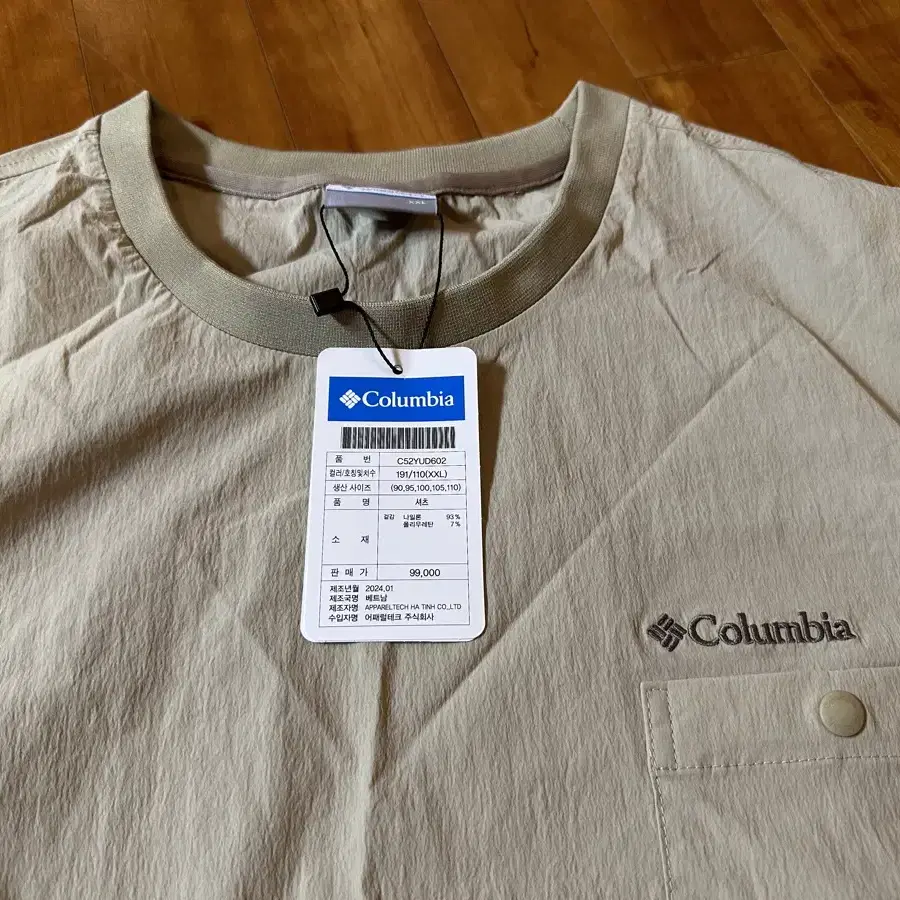 XXL
Columbia
품 번 C52YUD602
컬러/호칭및치수 191/110(XXL)
생산 사이즈 (90,95,100,105,110)
품 명 셔츠
소 재 겉감 나일론 93%
폴리우레탄 7%
판 매 가 99,000
제조년월 2024.01
제조국명 베트남
제조자명 APPARELTECH HA TINH CO.,LTD
수입자명 어패럴테크 주식회사
Columbia